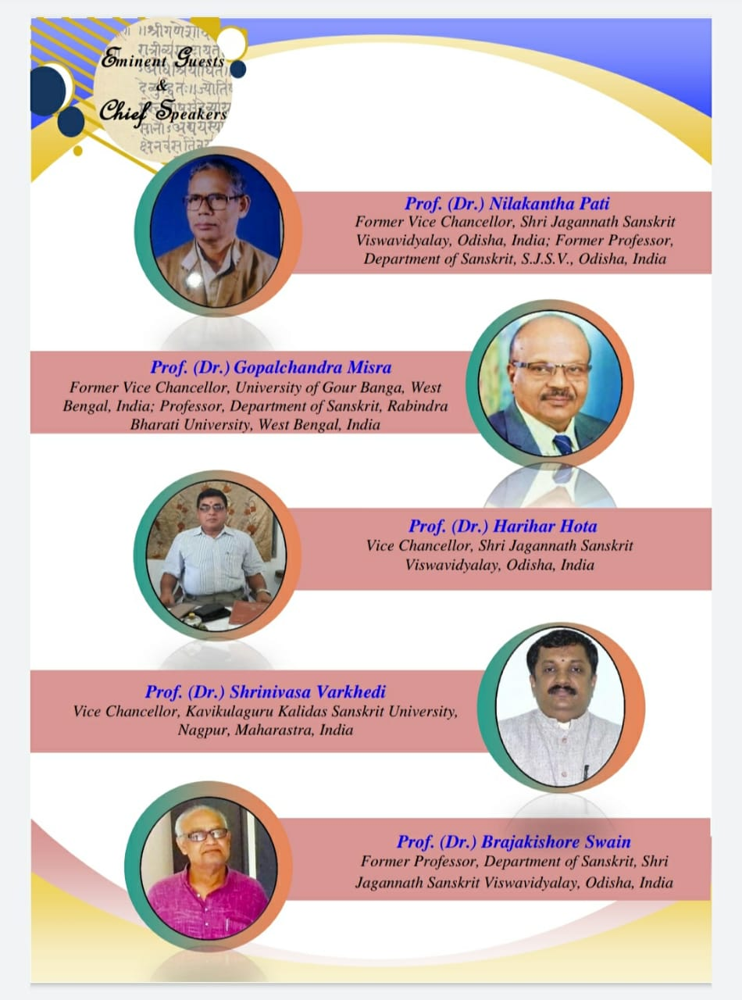 ॥श्रीगणेशाय
Eminent Guests
&
Chief Speakers
Prof. (Dr.) Nilakantha Pati
Former Vice Chancellor, Shri Jagannath Sanskrit
Viswavidyalay, Odisha, India; Former Professor,
Department of Sanskrit, S.J.S.V., Odisha, India
Prof. (Dr.) Gopalchandra Misra
Former Vice Chancellor, University of Gour Banga, West
Bengal, India; Professor, Department of Sanskrit, Rabindra
Bharati University, West Bengal, India
Prof. (Dr.) Harihar Hota
Vice Chancellor, Shri Jagannath Sanskrit
Viswavidyalay, Odisha, India
Prof. (Dr.) Shrinivasa Varkhedi
Vice Chancellor, Kavikulaguru Kalidas Sanskrit University,
Nagpur, Maharastra, India
Prof. (Dr.) Brajakishore Swain
Former Professor, Department of Sanskrit, Shri
Jagannath Sanskrit Viswavidyalay, Odisha, India